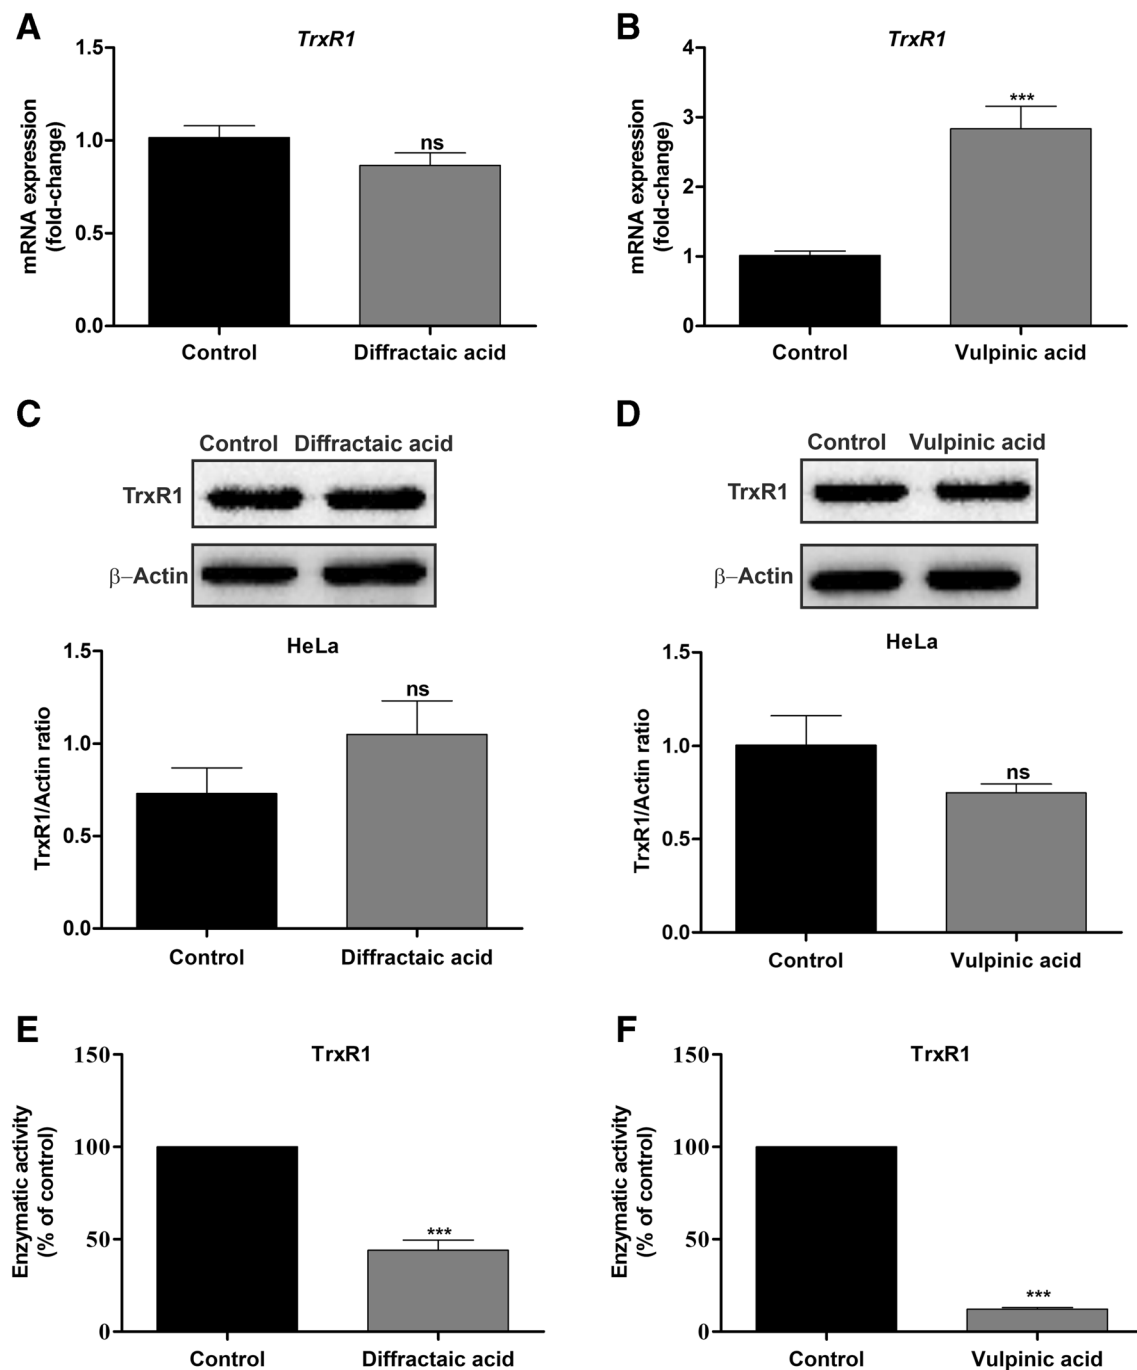 A
TrxR1
mRNA expression
(fold-change)
1.5
1.0
0.5
0.0
ns
Control
Diffractaic acid
B
TrxR1
mRNA expression
(fold-change)
4
3
2
1
0
***
Control
Vulpinic acid
C
Control Diffractaic acid
TrxR1
β–Actin
HeLa
TrxR1/Actin ratio
1.5
1.0
0.5
0.0
ns
Control
Diffractaic acid
D
Control Vulpinic acid
TrxR1
β–Actin
HeLa
TrxR1/Actin ratio
1.5
1.0
0.5
0.0
ns
Control
Vulpinic acid
E
TrxR1
Enzymatic activity
(% of control)
150
100
50
0
***
Control
Diffractaic acid
F
TrxR1
Enzymatic activity
(% of control)
150
100
50
0
***
Control
Vulpinic acid